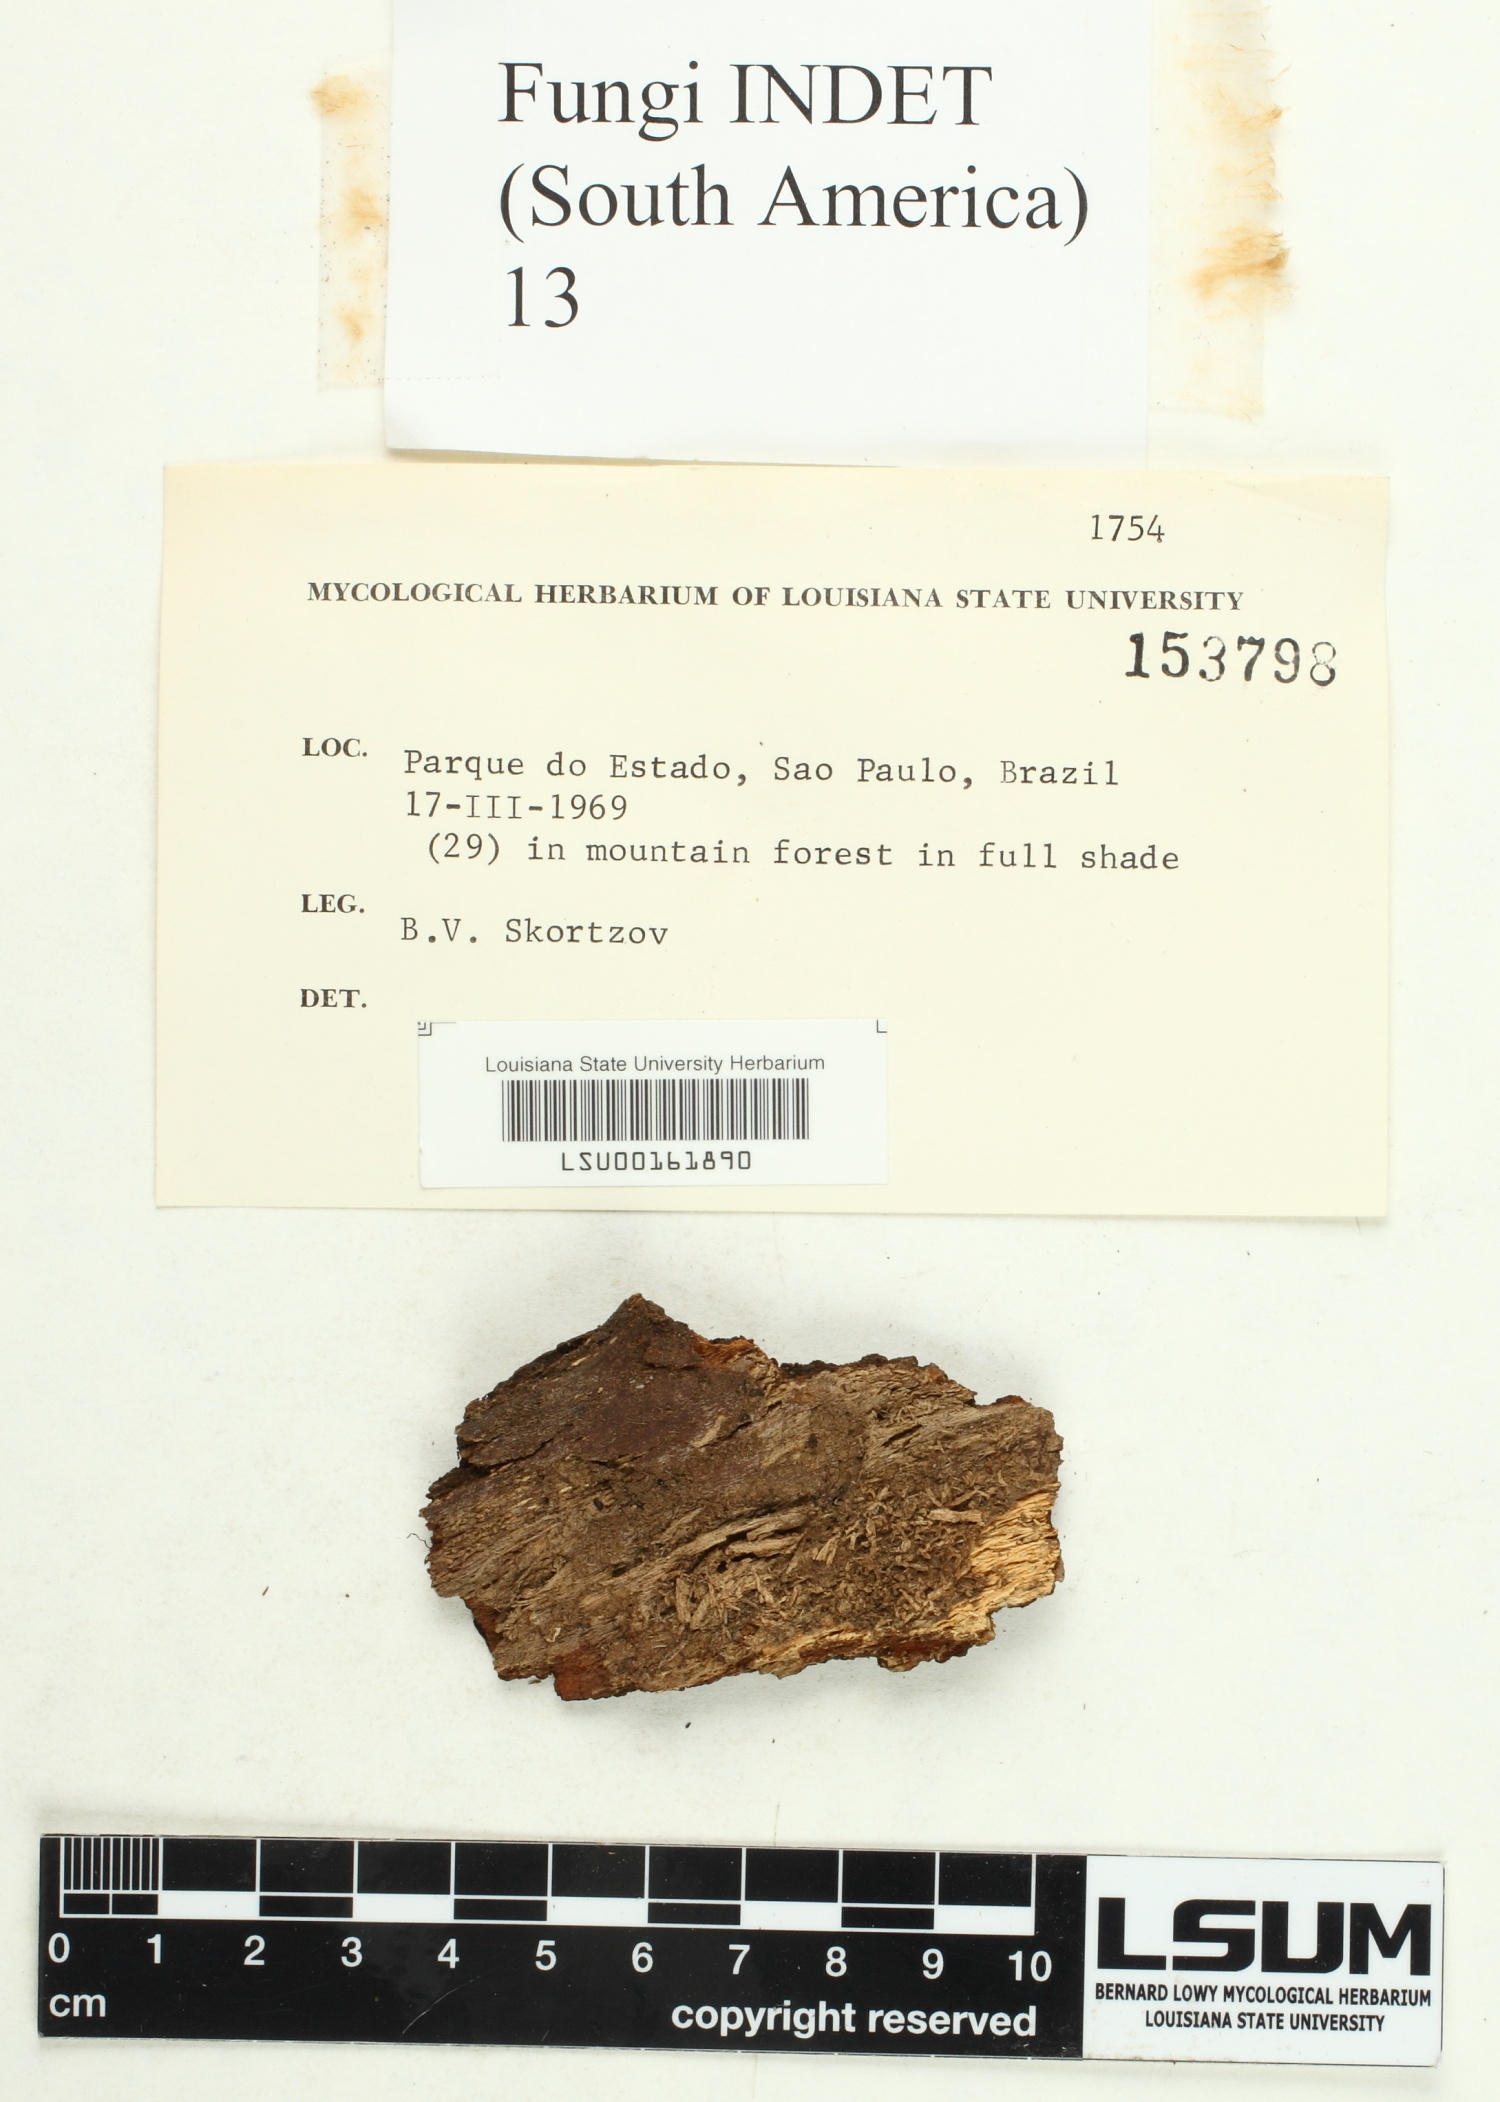 Fungi INDET
(South America)
13
1754
MYCOLOGICAL HERBARIUM OF LOUISIANA STATE UNIVERSITY
153798
LOC. Parque do Estado, Sao Paulo, Brazil
17-III-1969
(29) in mountain forest in full shade
LEG. B.V. Skortzov
DET.
Louisiana State University Herbarium
LSU00161890
0 1 2 3 4 5 6 7 8 9 10
cm
copyright reserved
LSUM
BERNARD LOWY MYCOLOGICAL HERBARIUM
LOUISIANA STATE UNIVERSITY